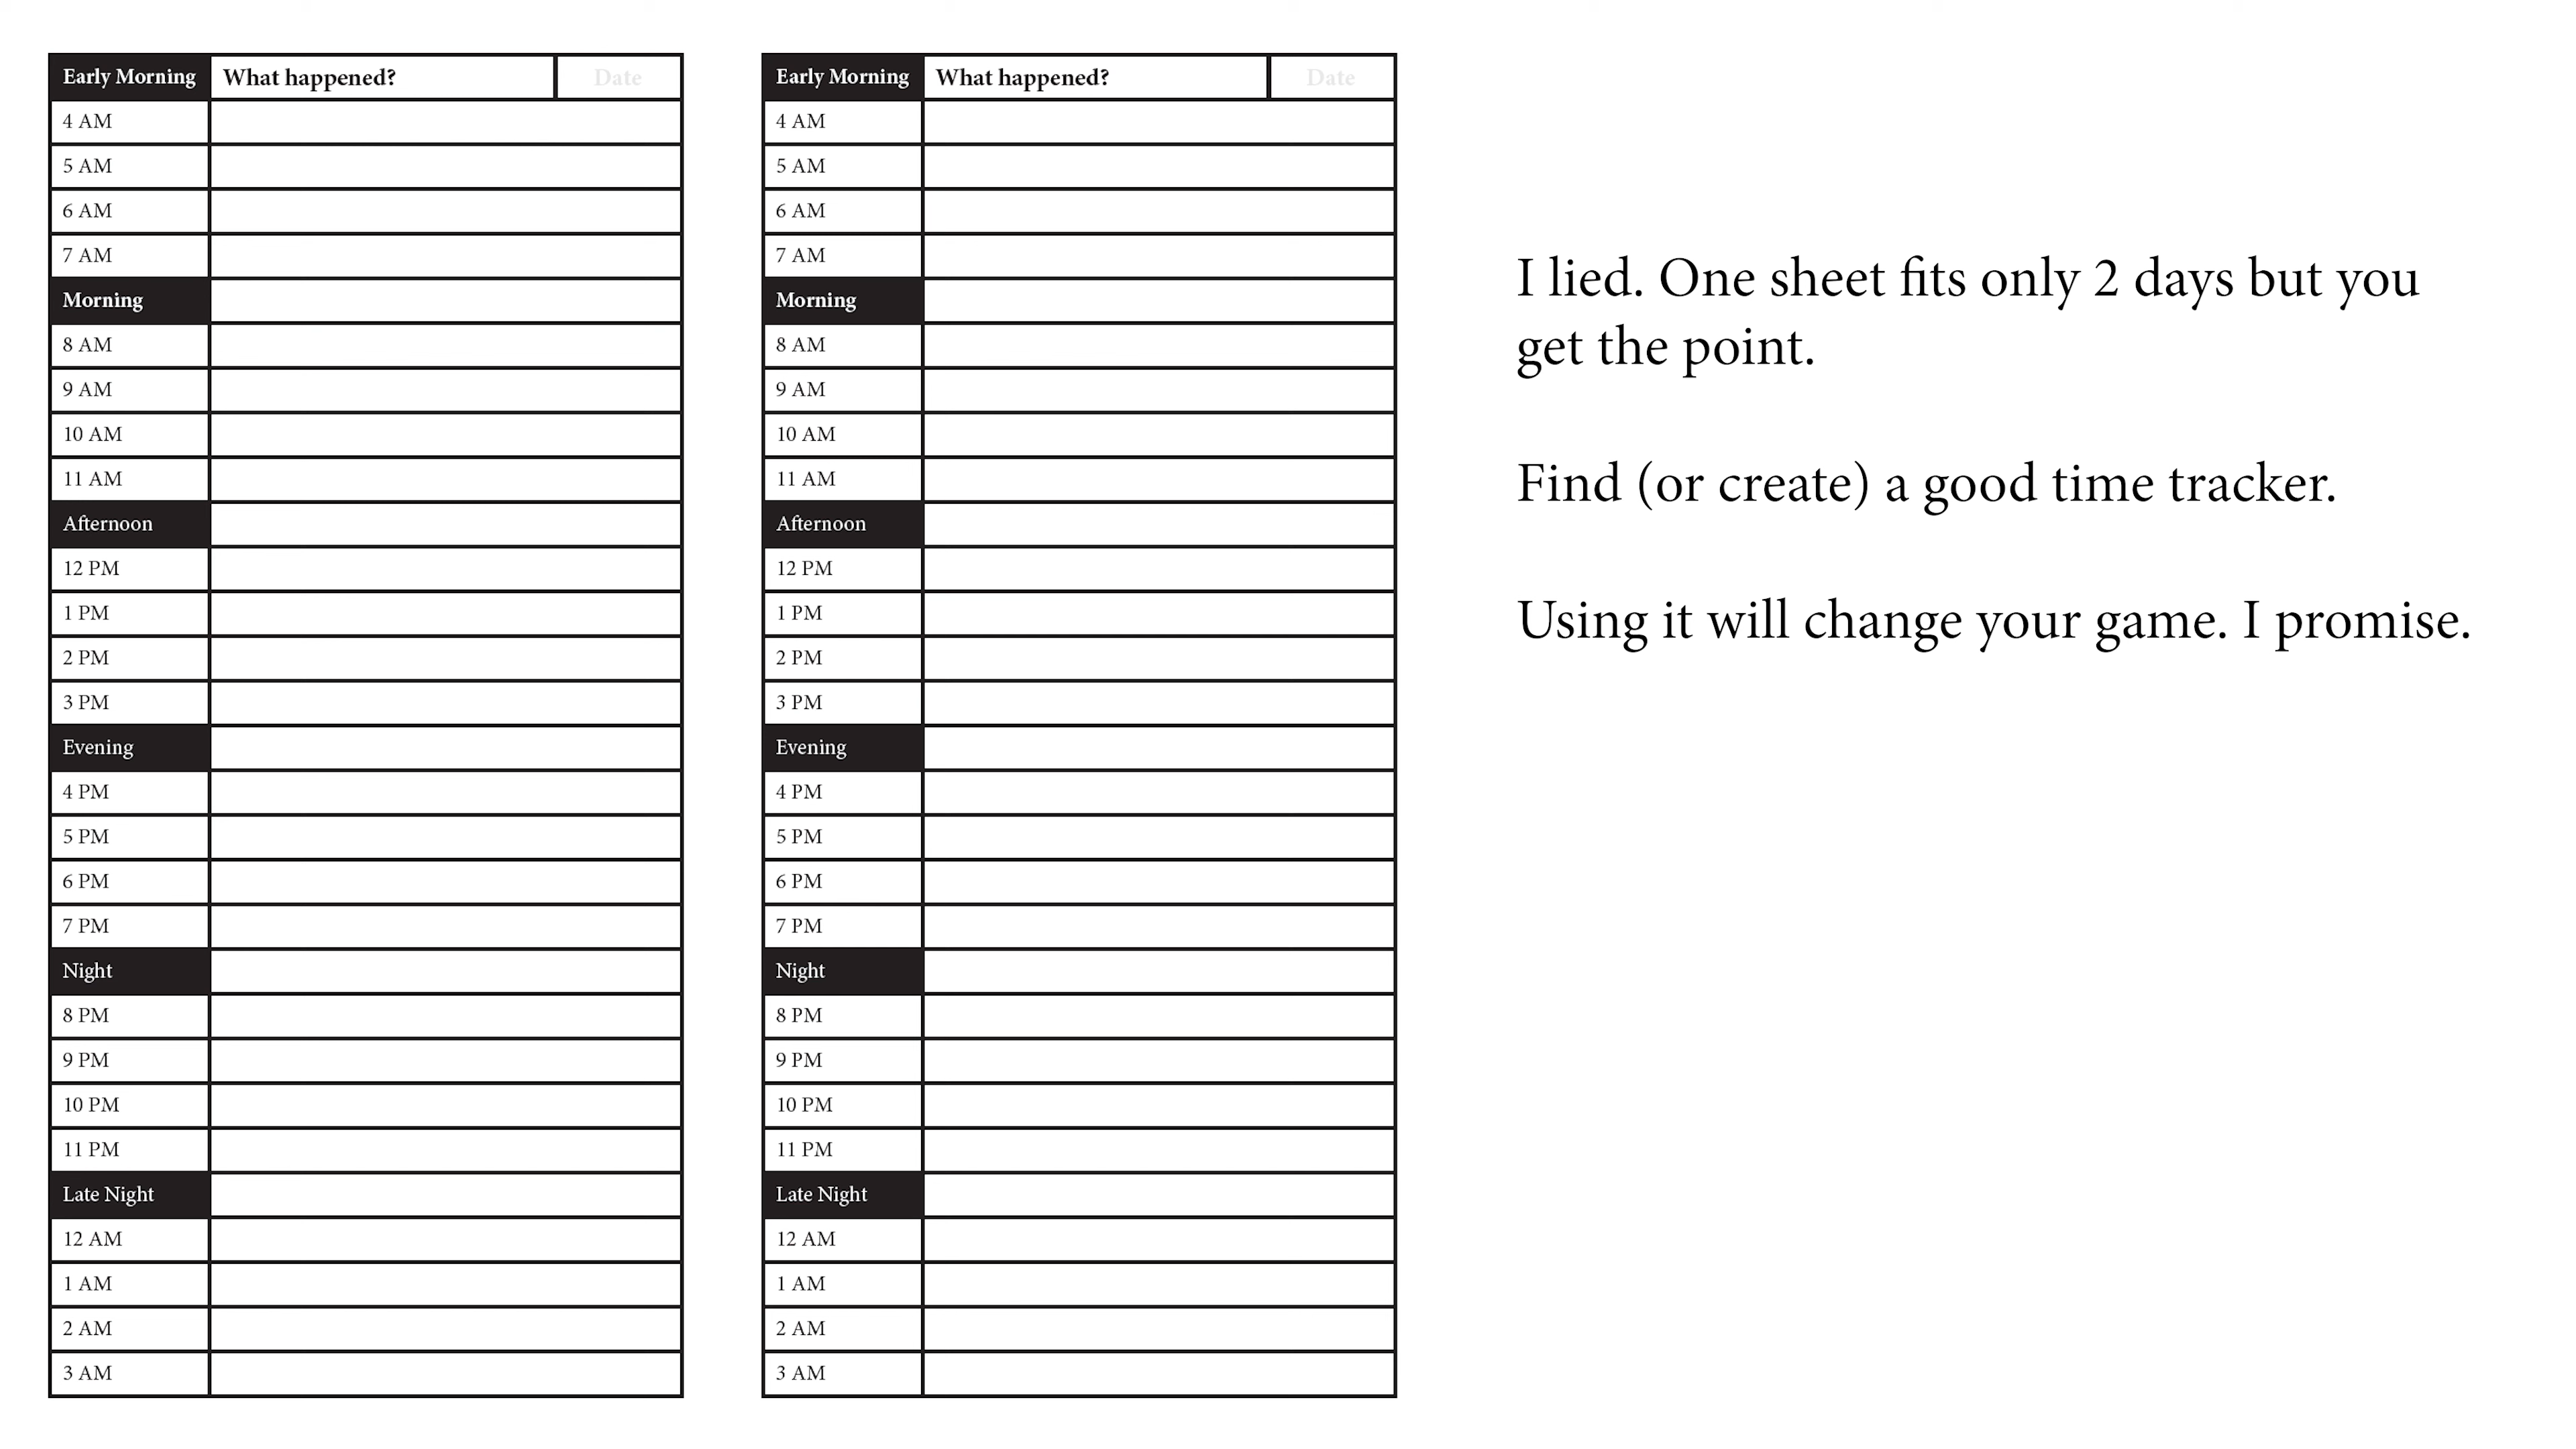 Early Morning What happened? Date
4 AM
5 AM
6 AM
7 AM
Morning
8 AM
9 AM
10 AM
11 AM
Afternoon
12 PM
1 PM
2 PM
3 PM
Evening
4 PM
5 PM
6 PM
7 PM
Night
8 PM
9 PM
10 PM
11 PM
Late Night
12 AM
1 AM
2 AM
3 AM
Early Morning What happened? Date
4 AM
5 AM
6 AM
7 AM
Morning
8 AM
9 AM
10 AM
11 AM
Afternoon
12 PM
1 PM
2 PM
3 PM
Evening
4 PM
5 PM
6 PM
7 PM
Night
8 PM
9 PM
10 PM
11 PM
Late Night
12 AM
1 AM
2 AM
3 AM
I lied. One sheet fits only 2 days but you
get the point.
Find (or create) a good time tracker.
Using it will change your game. I promise.